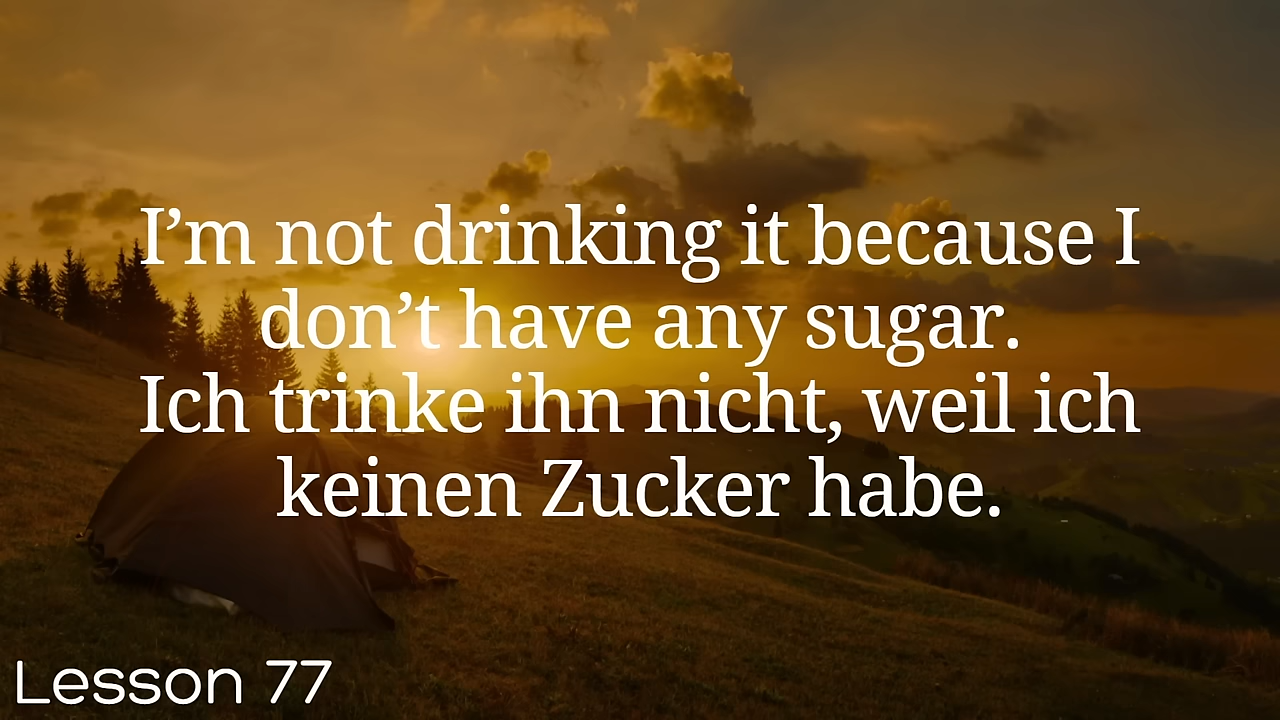 I’m not drinking it because I
don’t have any sugar.
Ich trinke ihn nicht, weil ich
keinen Zucker habe.
Lesson 77